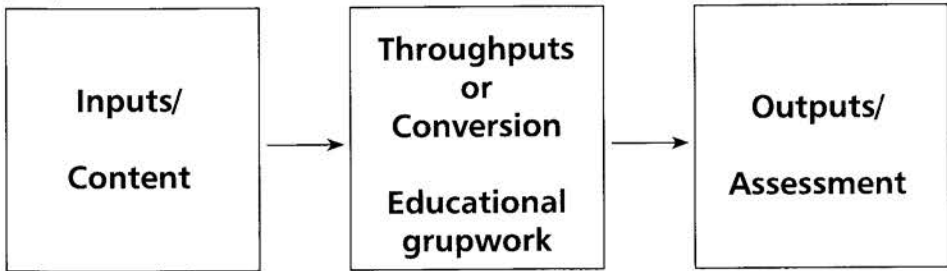 Inputs/
Content
Throughputs
or
Conversion
Educational
grupwork
Outputs/
Assessment